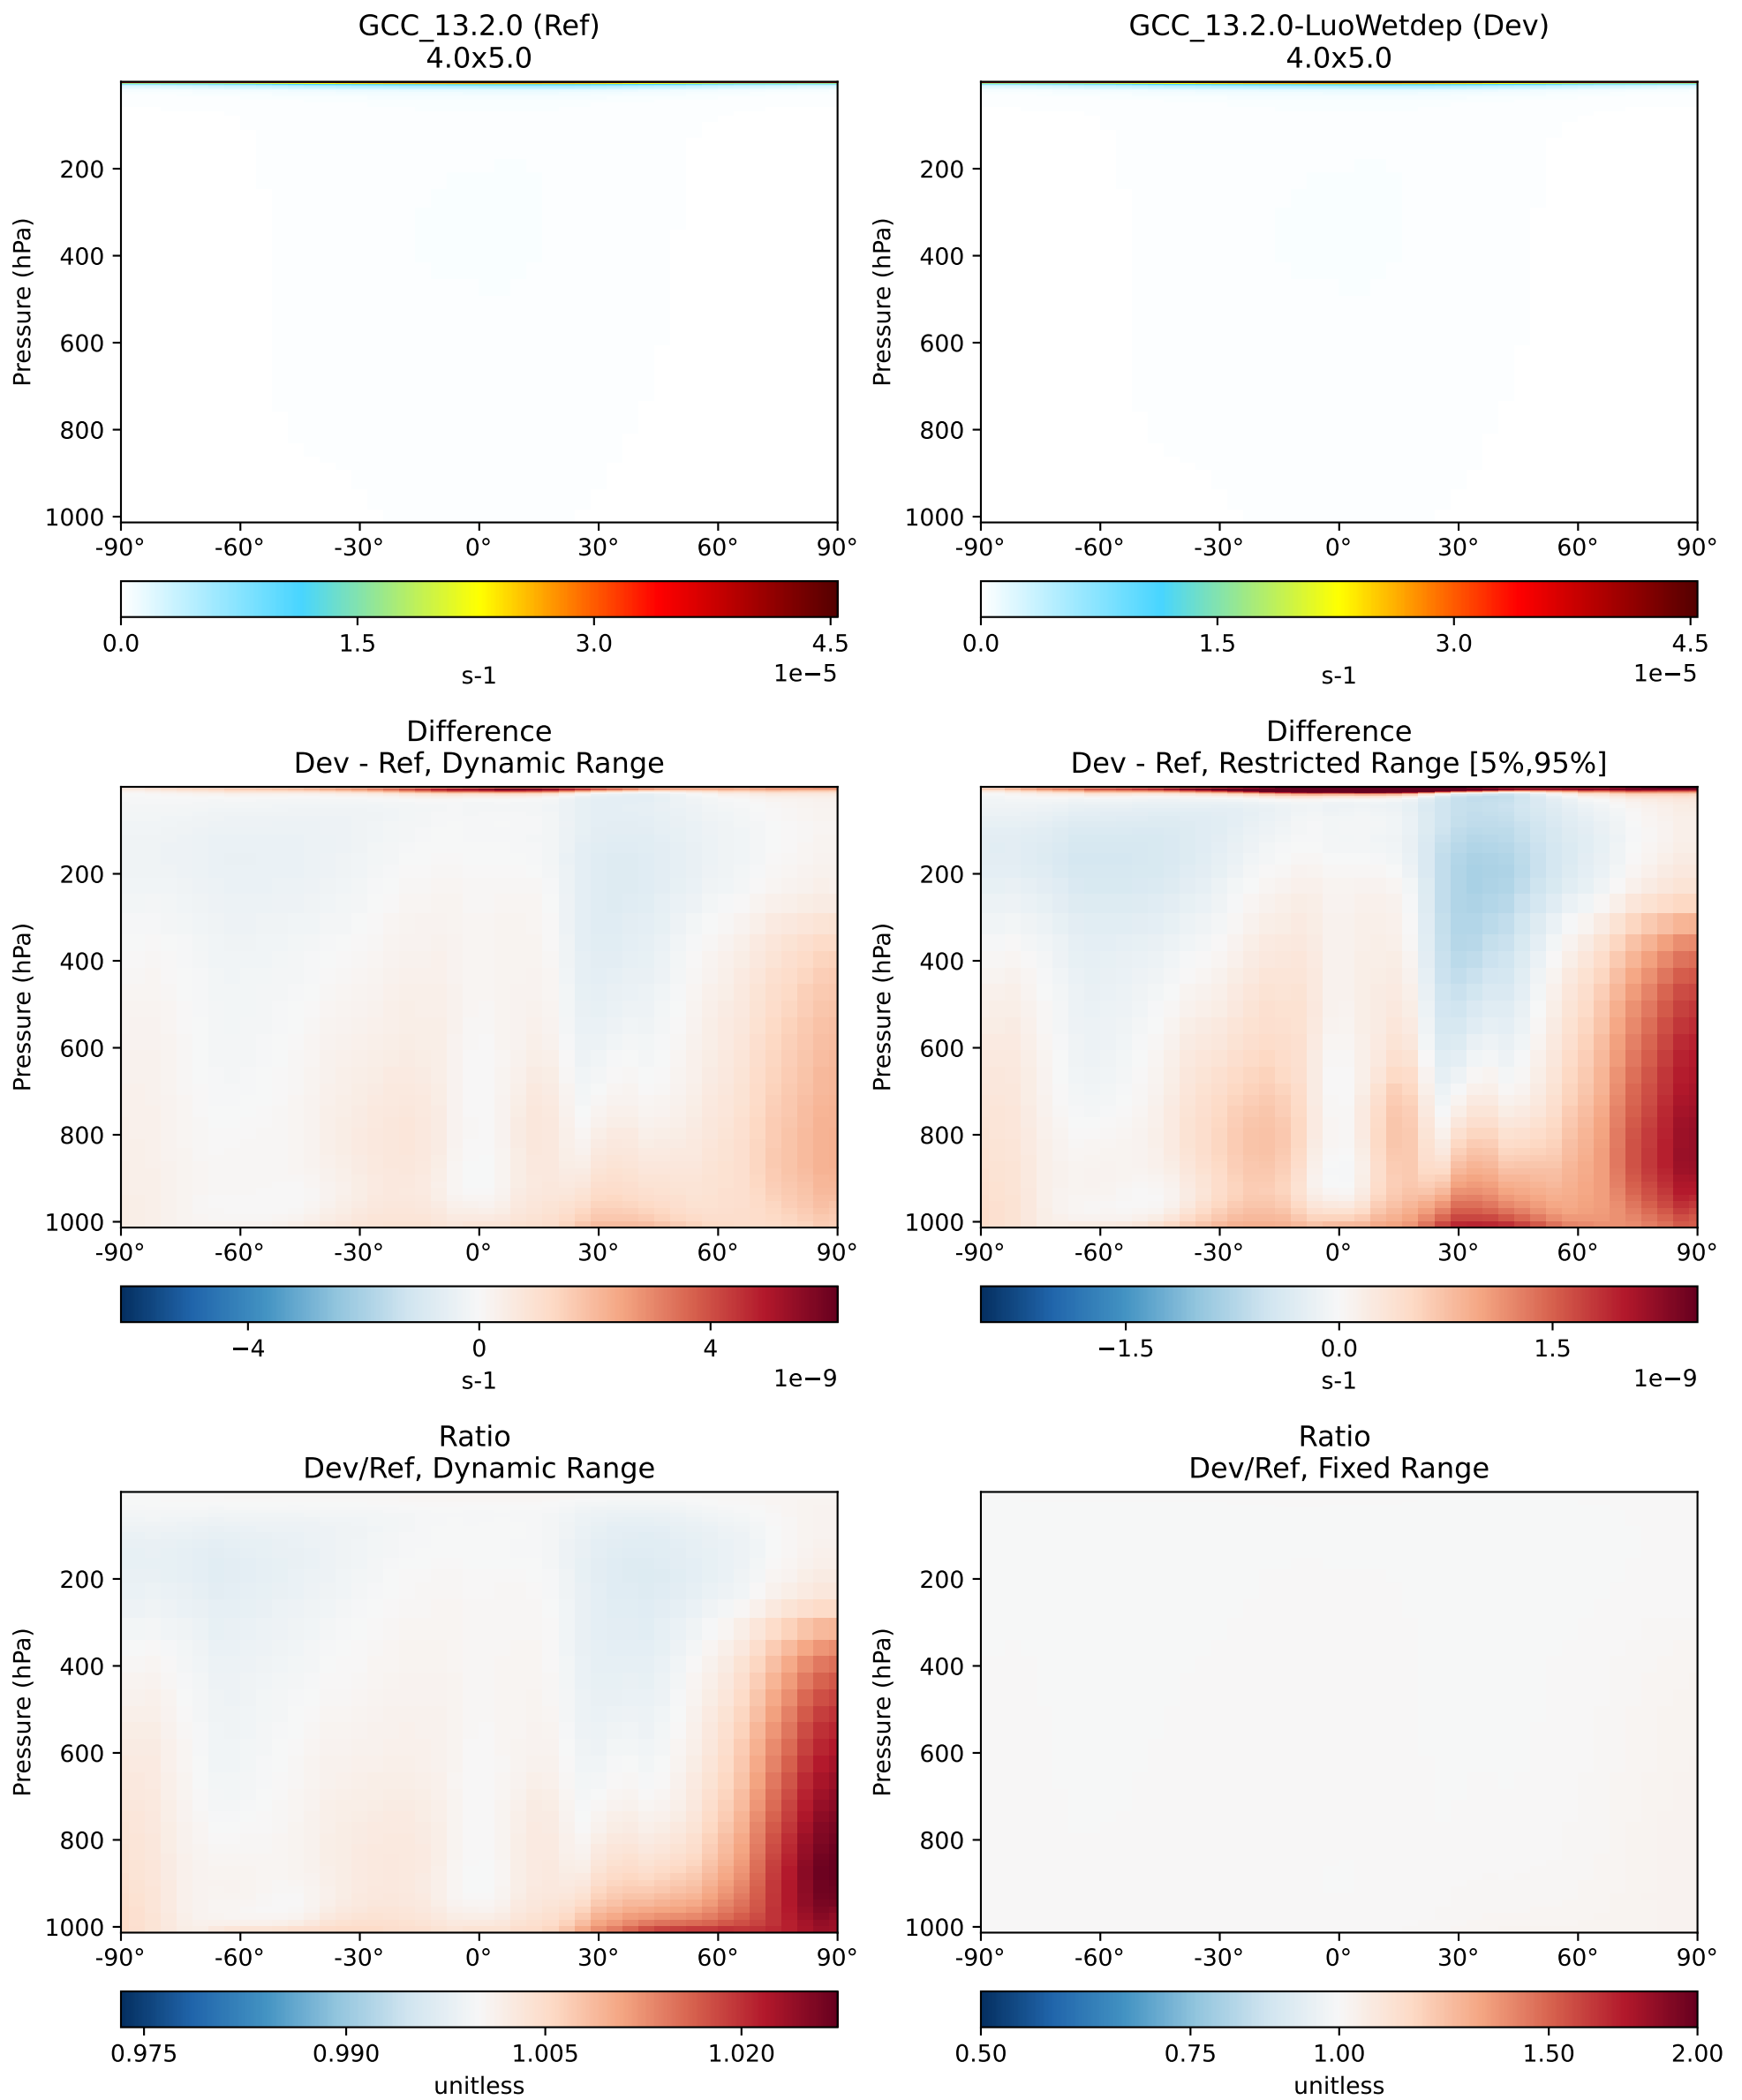 GCC_13.2.0 (Ref)
4.0x5.0
Pressure (hPa)
200
400
600
800
1000
-90° -60° -30° 0° 30° 60° 90°
0.0 1.5 3.0 4.5
s-1 1e−5
GCC_13.2.0-LuoWetdep (Dev)
4.0x5.0
Pressure (hPa)
200
400
600
800
1000
-90° -60° -30° 0° 30° 60° 90°
0.0 1.5 3.0 4.5
s-1 1e−5
Difference
Dev - Ref, Dynamic Range
Pressure (hPa)
200
400
600
800
1000
-90° -60° -30° 0° 30° 60° 90°
−4 0 4
s-1 1e−9
Difference
Dev - Ref, Restricted Range [5%,95%]
Pressure (hPa)
200
400
600
800
1000
-90° -60° -30° 0° 30° 60° 90°
−1.5 0.0 1.5
s-1 1e−9
Ratio
Dev/Ref, Dynamic Range
Pressure (hPa)
200
400
600
800
1000
-90° -60° -30° 0° 30° 60° 90°
0.975 0.990 1.005 1.020
unitless
Ratio
Dev/Ref, Fixed Range
Pressure (hPa)
200
400
600
800
1000
-90° -60° -30° 0° 30° 60° 90°
0.50 0.75 1.00 1.50 2.00
unitless